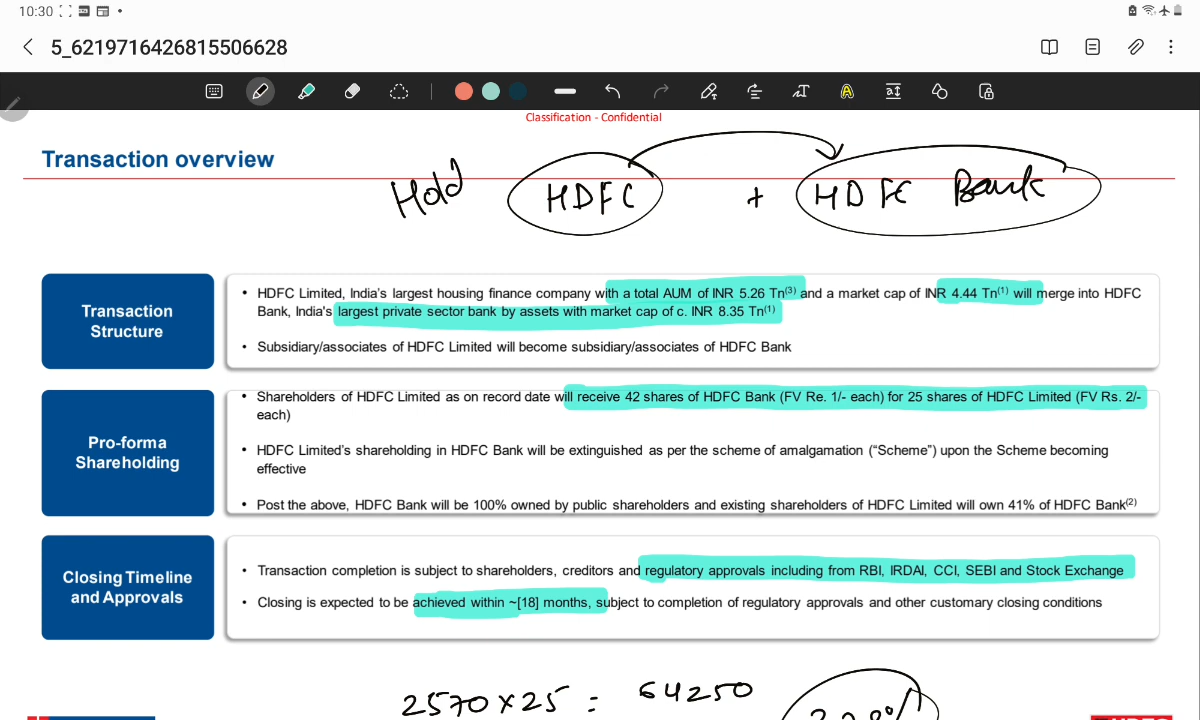 10:30
5_6219716426815506628
Classification - Confidential
Transaction overview
Hold HDFC + HDFC Bank
Transaction
Structure
• HDFC Limited, India's largest housing finance company with a total AUM of INR 5.26 Tn(3) and a market cap of INR 4.44 Tn(1) will merge into HDFC
Bank, India's largest private sector bank by assets with market cap of c. INR 8.35 Tn(1)
• Subsidiary/associates of HDFC Limited will become subsidiary/associates of HDFC Bank
Pro-forma
Shareholding
• Shareholders of HDFC Limited as on record date will receive 42 shares of HDFC Bank (FV Re. 1/- each) for 25 shares of HDFC Limited (FV Rs. 2/-
each)
• HDFC Limited's shareholding in HDFC Bank will be extinguished as per the scheme of amalgamation ("Scheme") upon the Scheme becoming
effective
• Post the above, HDFC Bank will be 100% owned by public shareholders and existing shareholders of HDFC Limited will own 41% of HDFC Bank(2)
Closing Timeline
and Approvals
• Transaction completion is subject to shareholders, creditors and regulatory approvals including from RBI, IRDAI, CCI, SEBI and Stock Exchange
• Closing is expected to be achieved within ~[18] months, subject to completion of regulatory approvals and other customary closing conditions
2570 x 25 = 64250